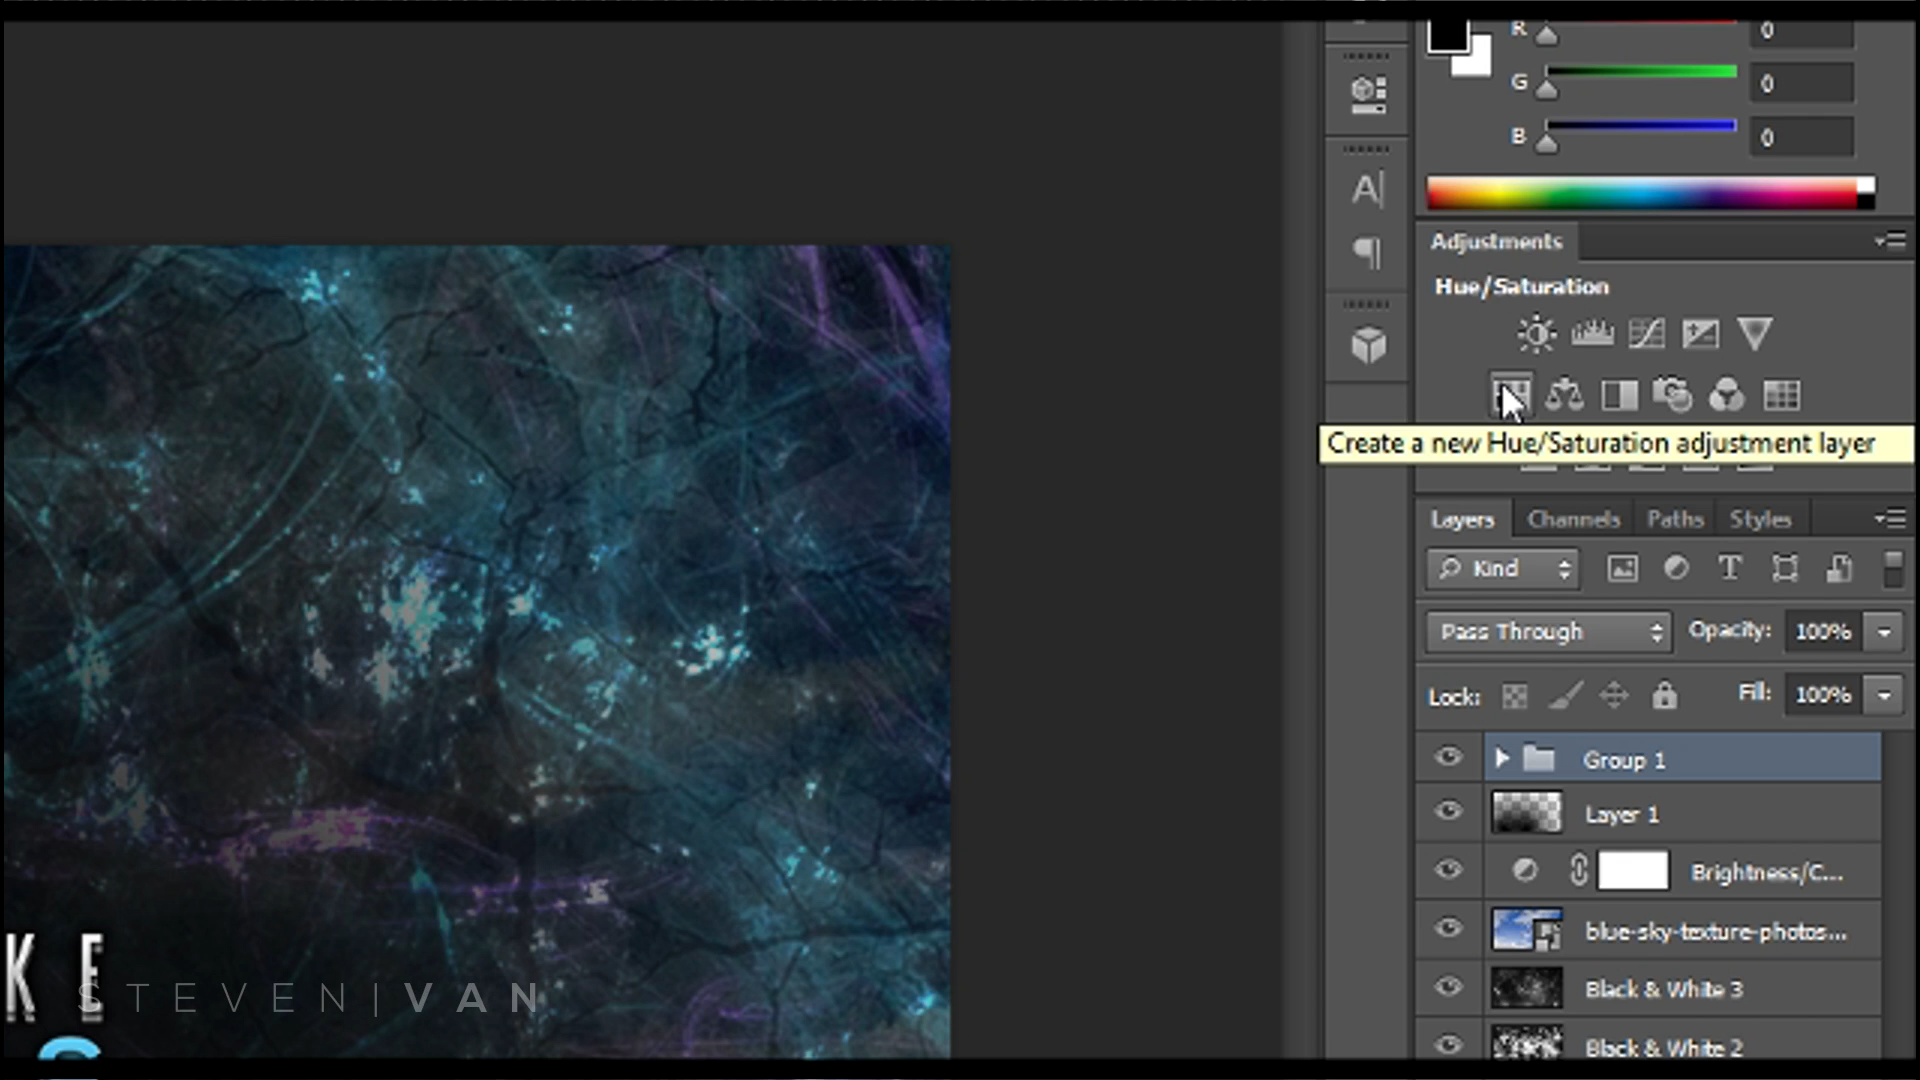 R 0
G 0
B 0
A|
Adjustments
Hue/Saturation
Create a new Hue/Saturation adjustment layer
Layers Channels Paths Styles
Kind T
Pass Through Opacity: 100%
Lock: Fill: 100%
Group 1
Layer 1
Brightness/C...
blue-sky-texture-photos...
Black & White 3
Black & White 2
K E
STEVEN|VAN